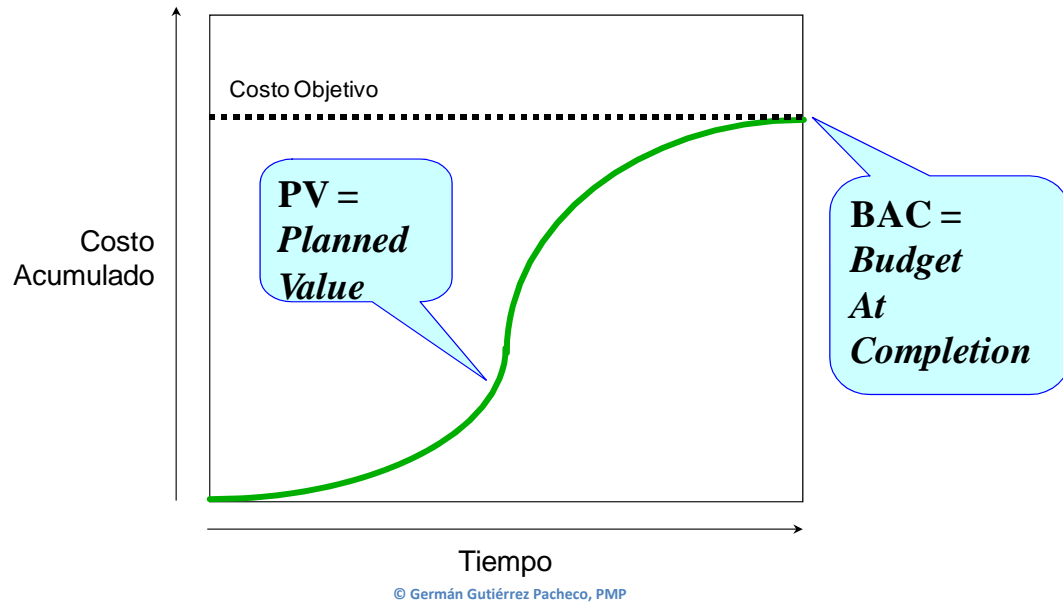 Costo Objetivo
PV =
Planned
Value
BAC =
Budget
At
Completion
Costo
Acumulado
Tiempo
© Germán Gutiérrez Pacheco, PMP